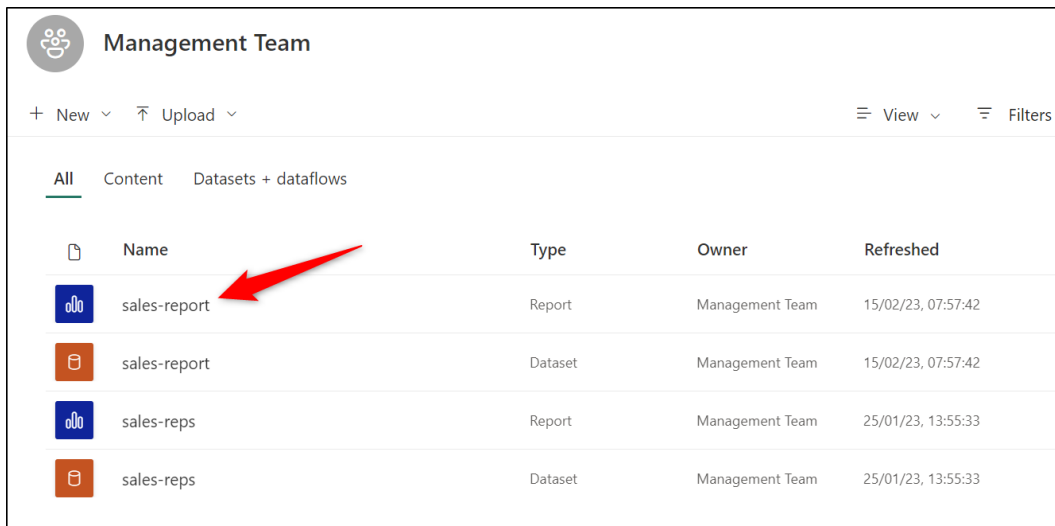 Management Team
New Upload View Filters
All Content Datasets + dataflows
Name Type Owner Refreshed
sales-report Report Management Team 15/02/23, 07:57:42
sales-report Dataset Management Team 15/02/23, 07:57:42
sales-reps Report Management Team 25/01/23, 13:55:33
sales-reps Dataset Management Team 25/01/23, 13:55:33